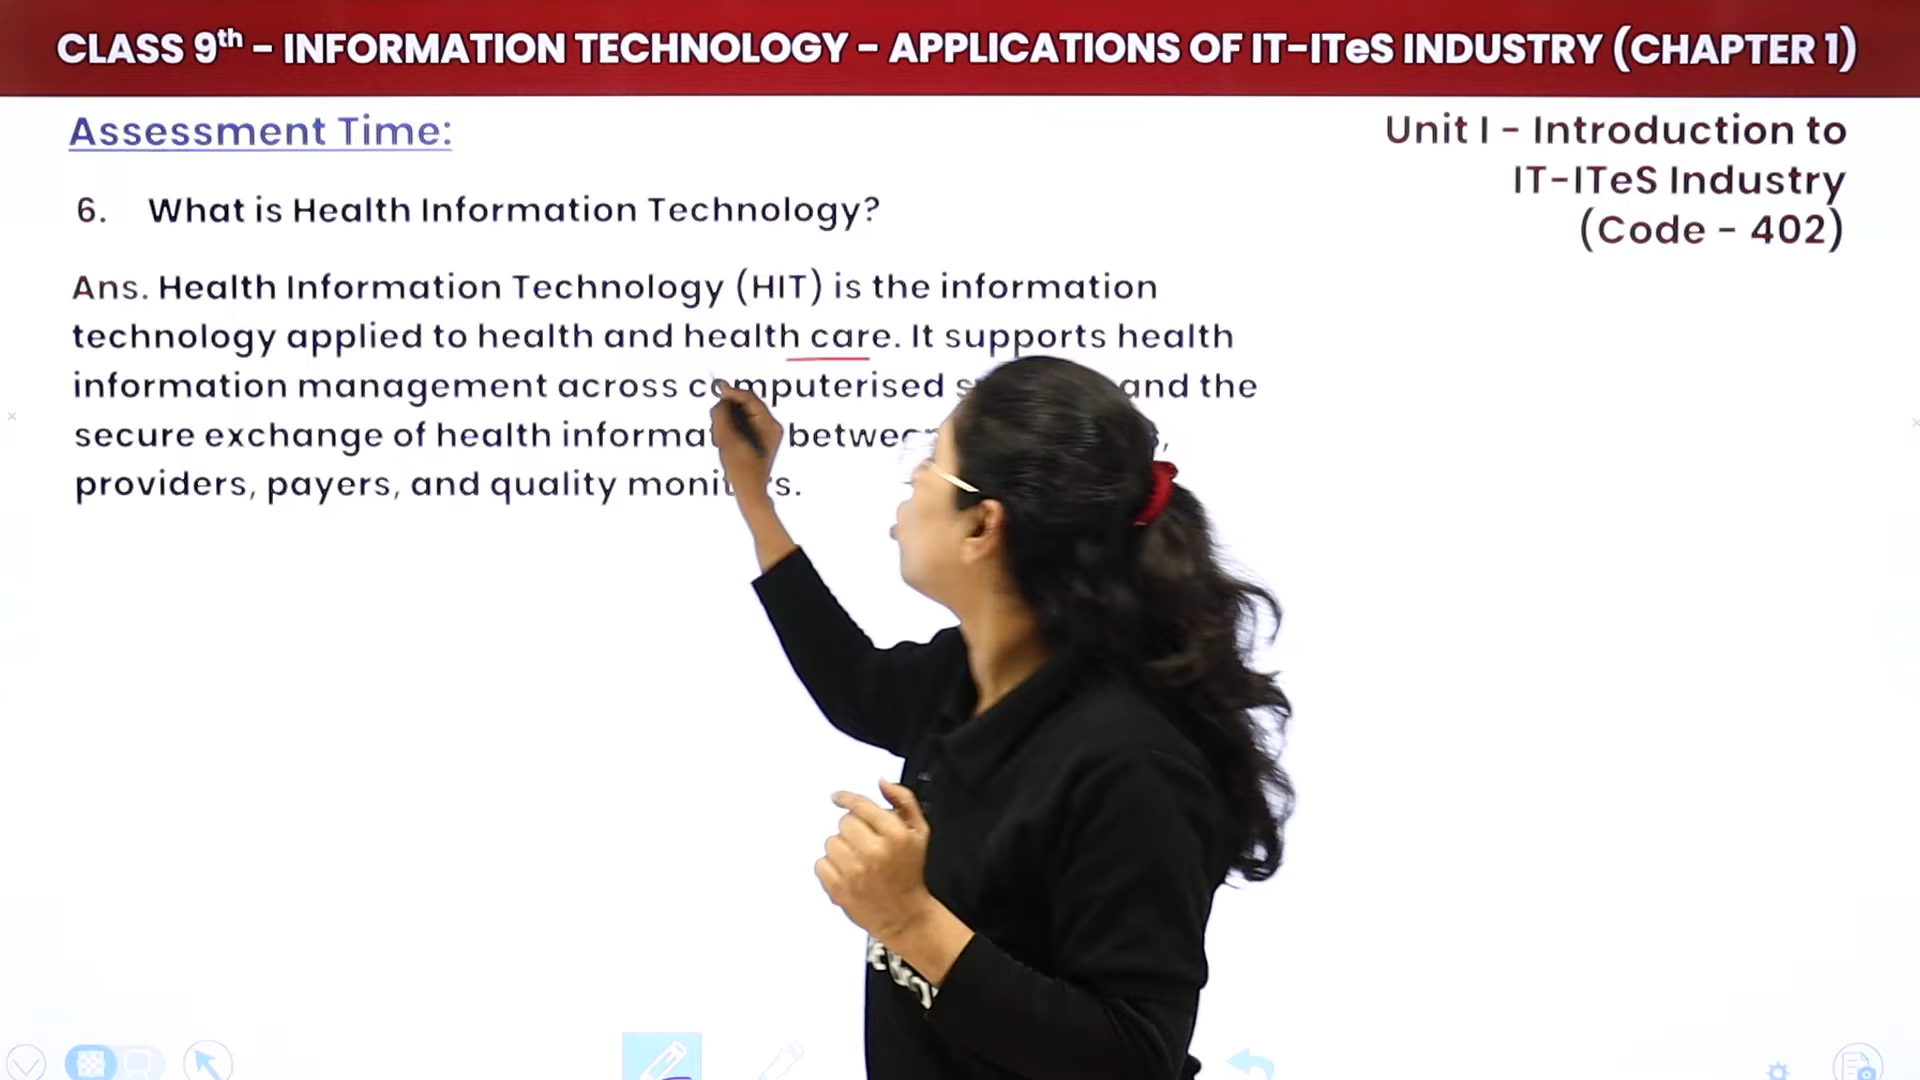 CLASS 9th – INFORMATION TECHNOLOGY – APPLICATIONS OF IT-ITeS INDUSTRY (CHAPTER 1)
Assessment Time:
Unit I – Introduction to
IT-ITeS Industry
(Code – 402)
6. What is Health Information Technology?
Ans. Health Information Technology (HIT) is the information
technology applied to health and health care. It supports health
information management across computerised and the
secure exchange of health
providers, payers, and quality